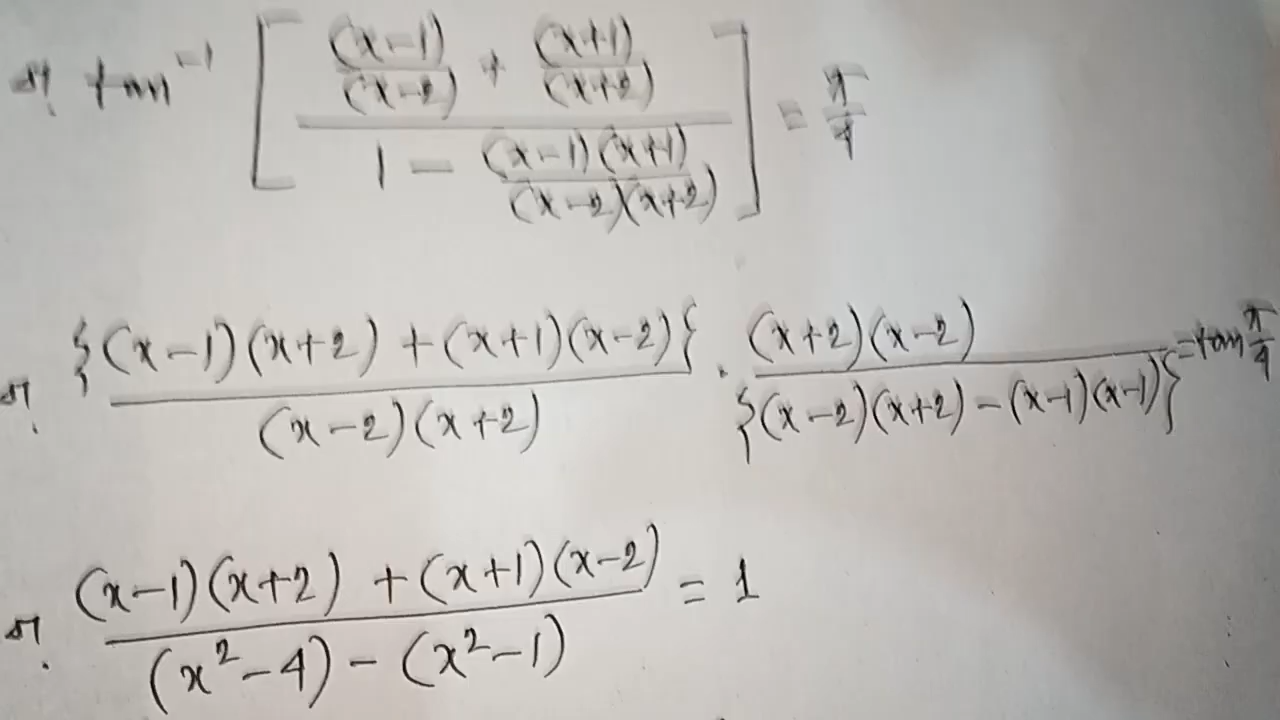 या, tan⁻¹ [ ((x-1)/(x-2) + (x+1)/(x+2)) / (1 - (x-1)(x+1)/(x-2)(x+2)) ] = π/4
या, {(x-1)(x+2) + (x+1)(x-2)} / (x-2)(x+2) · (x+2)(x-2) / {(x-2)(x+2) - (x-1)(x-1)} = tan π/4
या, ((x-1)(x+2) + (x+1)(x-2)) / ((x²-4) - (x²-1)) = 1